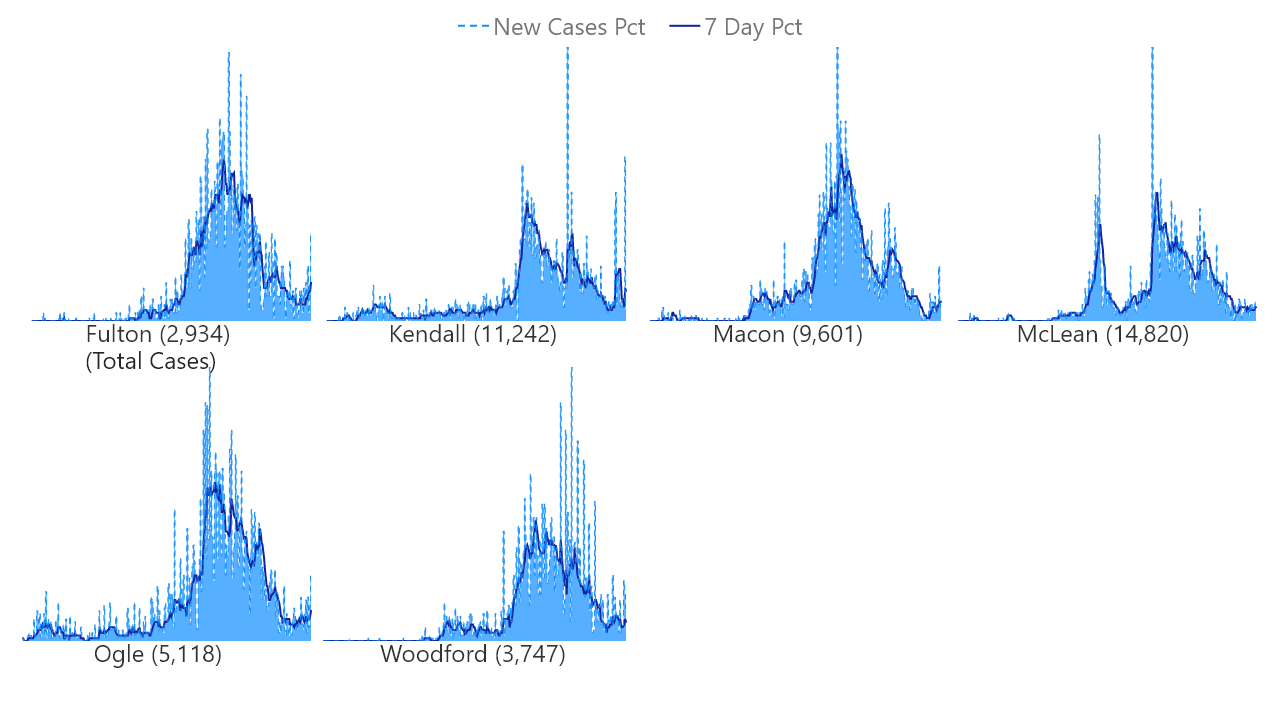 New Cases Pct 7 Day Pct
Fulton (2,934) Kendall (11,242) Macon (9,601) McLean (14,820)
(Total Cases)
Ogle (5,118) Woodford (3,747)